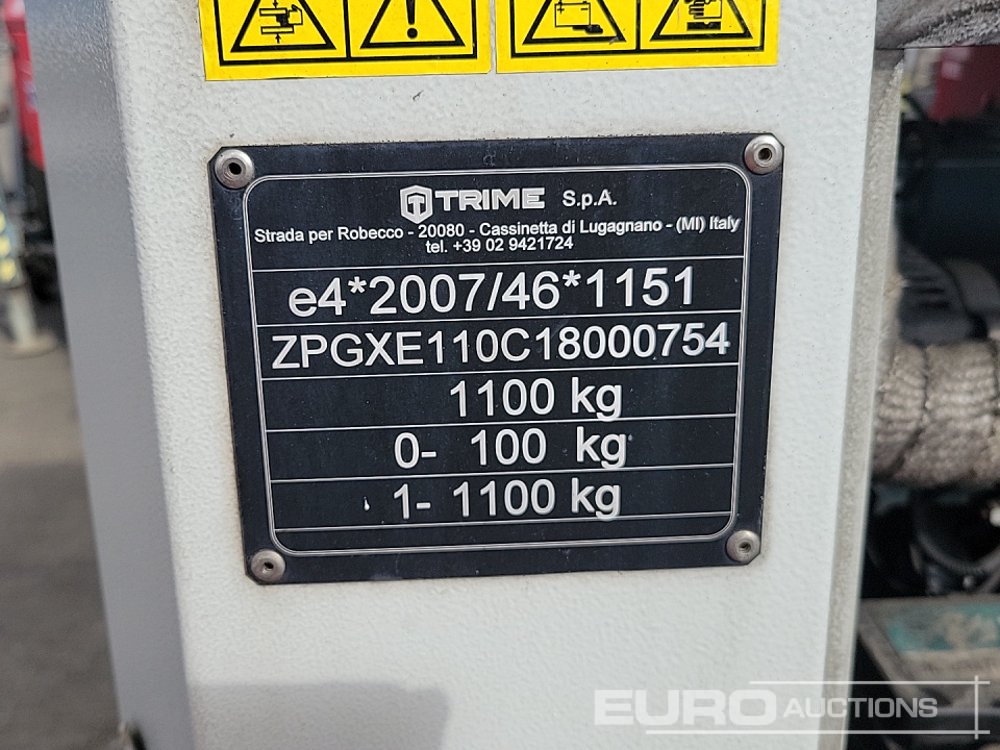 TRIME S.p.A.
Strada per Robecco - 20080 - Cassinetta di Lugagnano - (MI) Italy
tel. +39 02 9421724
e4*2007/46*1151
ZPGXE110C18000754
1100 kg
0- 100 kg
1- 1100 kg
EURO AUCTIONS